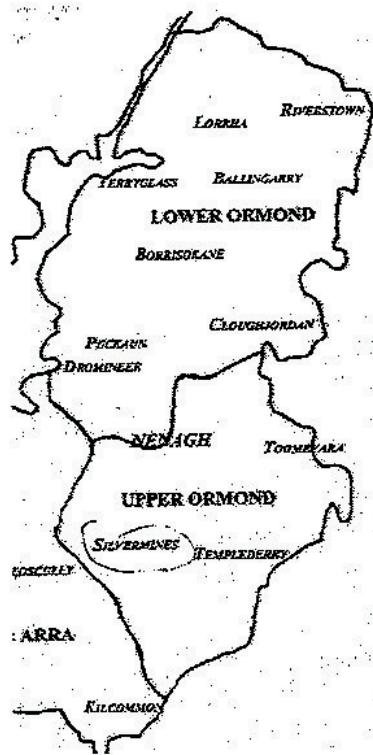 LORRHA
RIVERSTOWN
TERRYGLASS
BALLINGARRY
LOWER ORMOND
BORRISOKANE
CLOUGHJORDAN
PUCKAUN
DROMINEER
NENAGH
TOOMEVARA
UPPER ORMOND
SILVERMINES
TEMPLEDERRY
ARRA
KILCOMMON